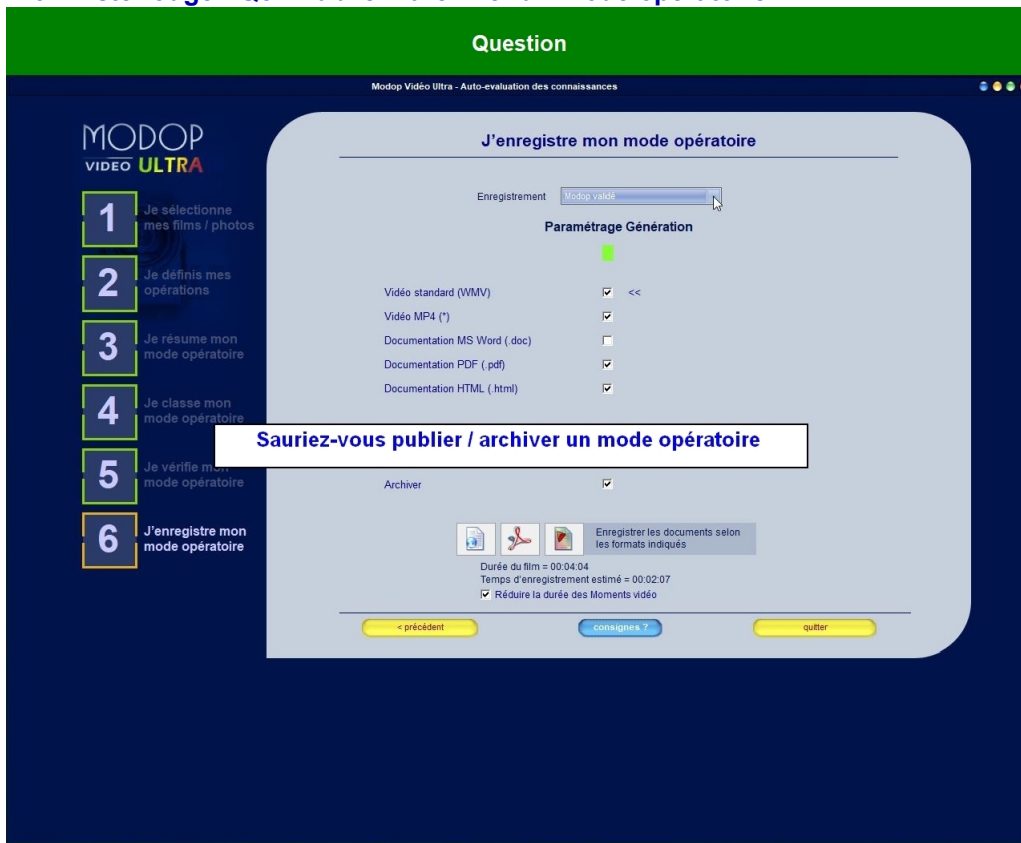 Question
Modop Vidéo Ultra - Auto-evaluation des connaissances
MODOP
VIDEO ULTRA
1 Je sélectionne
mes films / photos
2 Je définis mes
opérations
3 Je résume mon
mode opératoire
4 Je classe mon
mode opératoire
5 Je vérifie mon
mode opératoire
6 J'enregistre mon
mode opératoire
J'enregistre mon mode opératoire
Enregistrement Modop validé
Paramétrage Génération
Vidéo standard (WMV) <<
Vidéo MP4 (*)
Documentation MS Word (.doc)
Documentation PDF (.pdf)
Documentation HTML (.html)
Sauriez-vous publier / archiver un mode opératoire
Archiver
Enregistrer les documents selon
les formats indiqués
Durée du film = 00:04:04
Temps d'enregistrement estimé = 00:02:07
Réduire la durée des Moments vidéo
< précédent
consignes ?
quitter